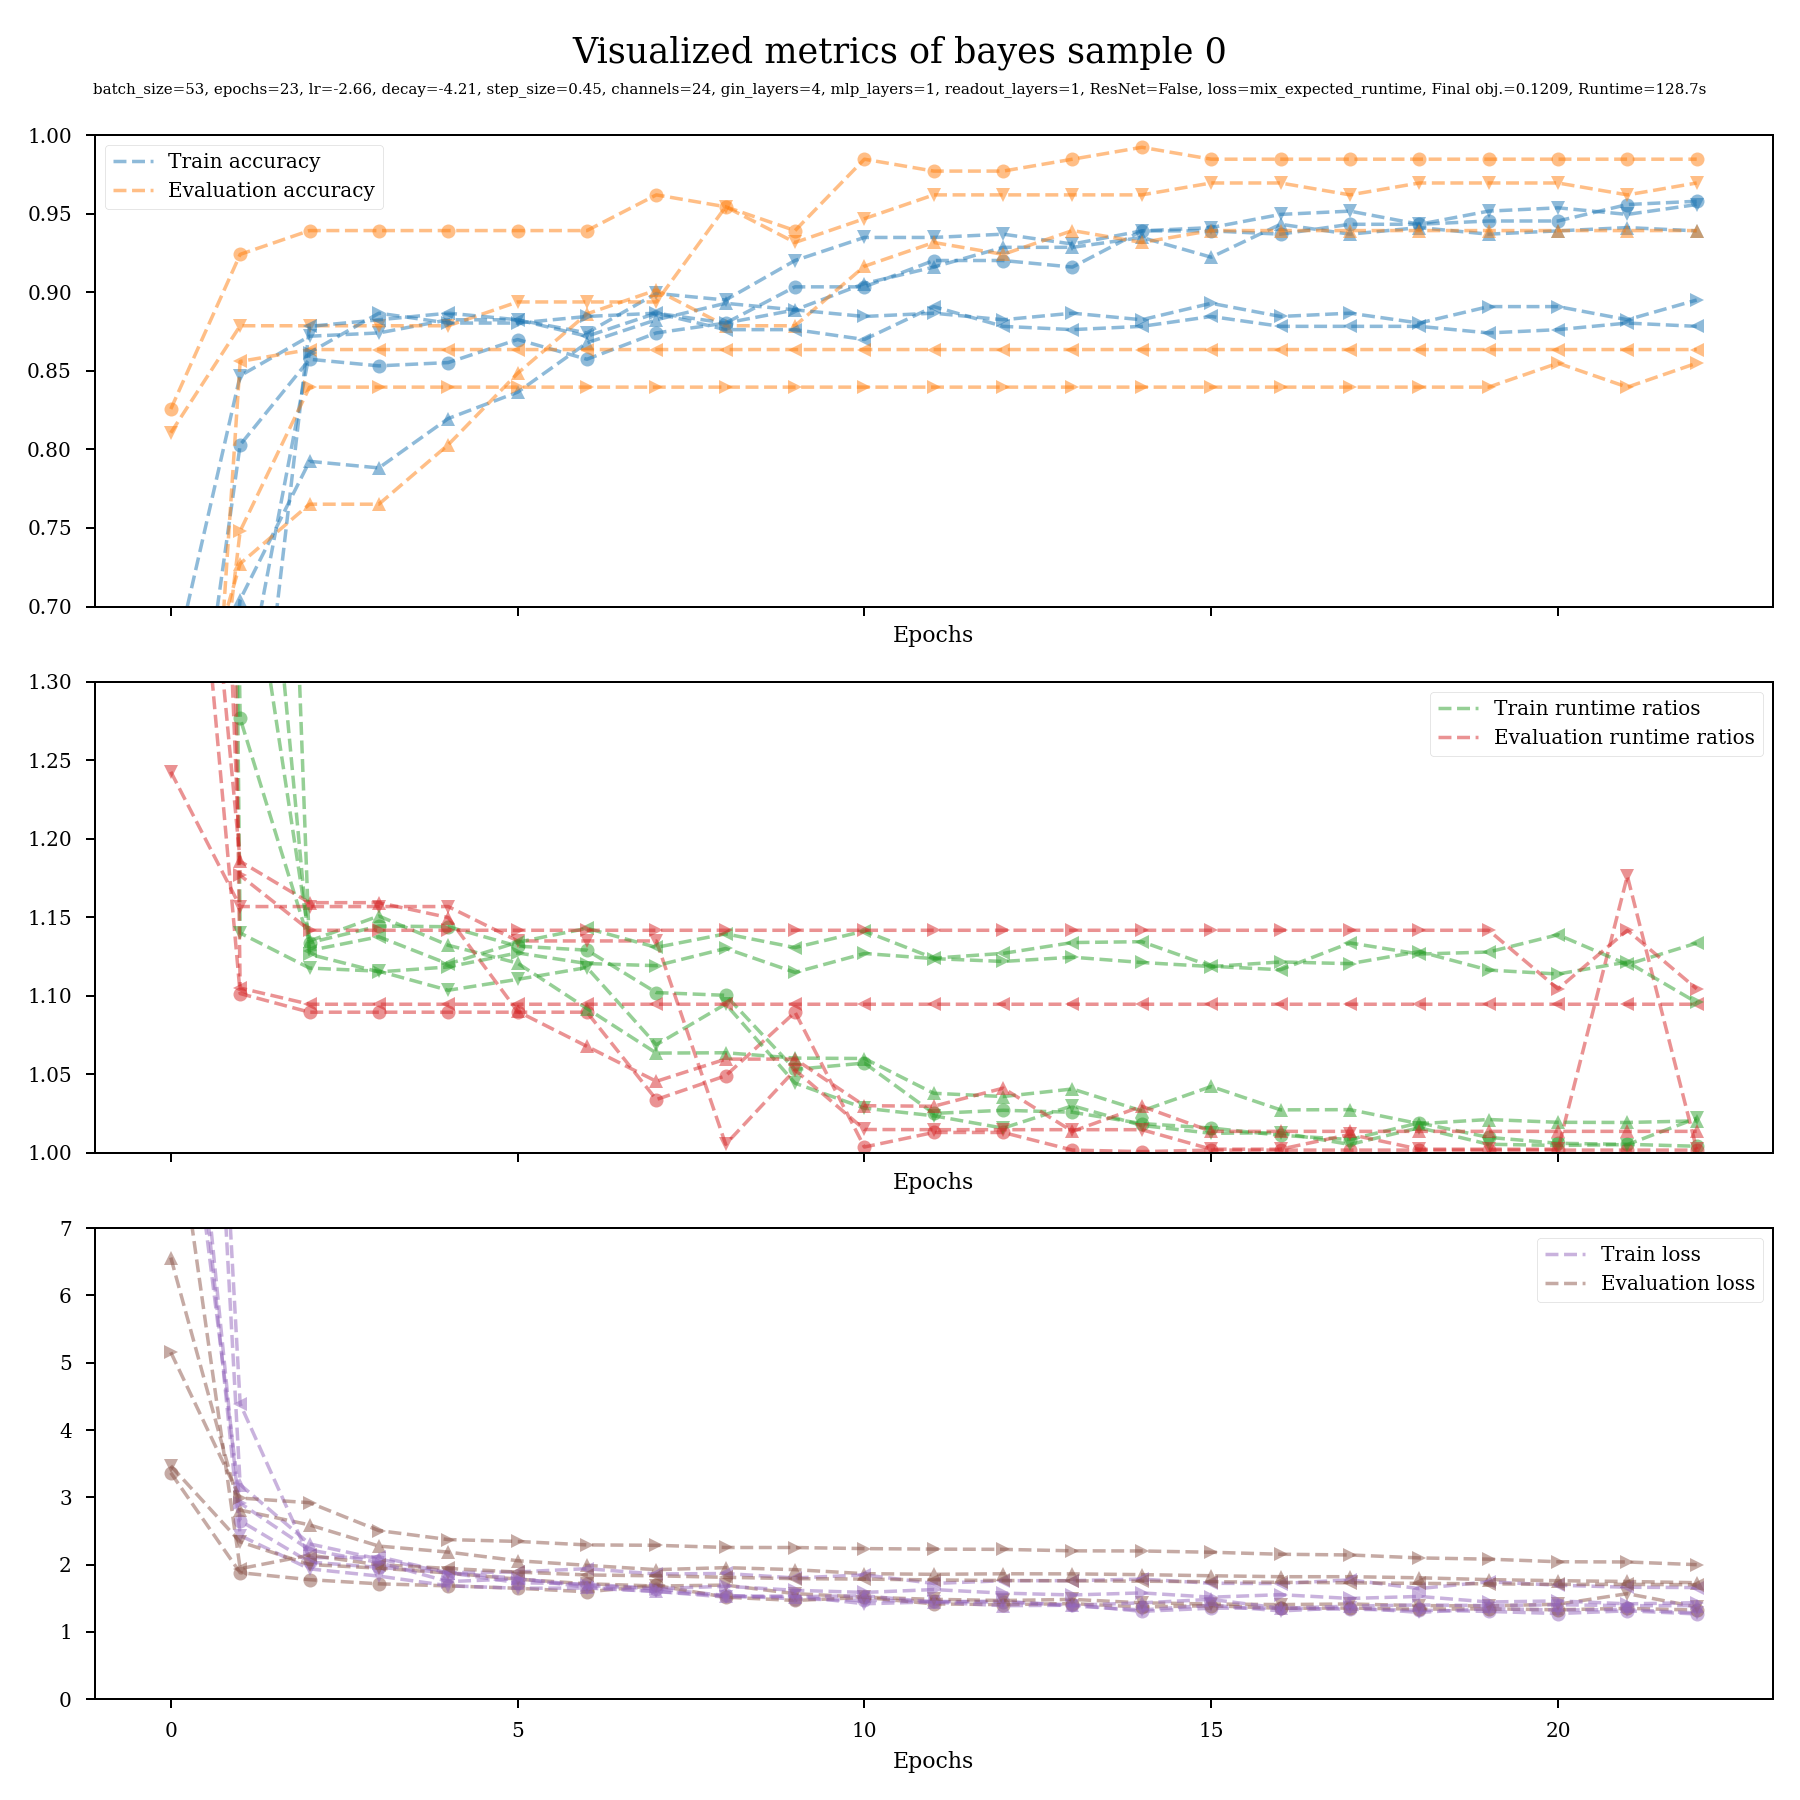 Visualized metrics of bayes sample 0
batch_size=53, epochs=23, lr=-2.66, decay=-4.21, step_size=0.45, channels=24, gin_layers=4, mlp_layers=1, readout_layers=1, ResNet=False, loss=mix_expected_runtime, Final obj.=0.1209, Runtime=128.7s
1.00
0.95
0.90
0.85
0.80
0.75
0.70
Train accuracy
Evaluation accuracy
Epochs
1.30
1.25
1.20
1.15
1.10
1.05
1.00
Train runtime ratios
Evaluation runtime ratios
Epochs
7
6
5
4
3
2
1
0
Train loss
Evaluation loss
0 5 10 15 20
Epochs